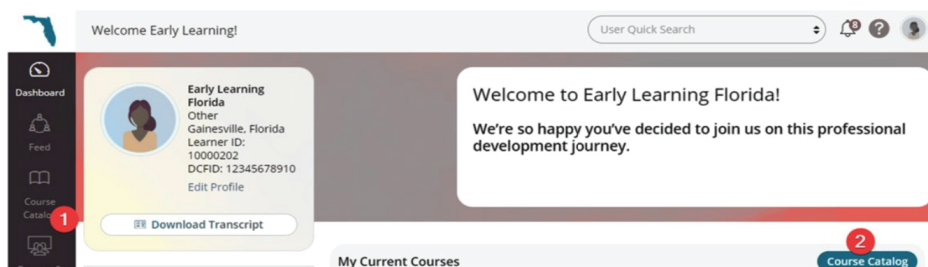 Welcome Early Learning!
User Quick Search
8
?
Dashboard
Feed
Course
1
Early Learning
Florida
Other
Gainesville, Florida
Learner ID:
10000202
DCFID: 12345678910
Edit Profile
Download Transcript
Welcome to Early Learning Florida!
We're so happy you've decided to join us on this professional
development journey.
My Current Courses
2
Course Catalog